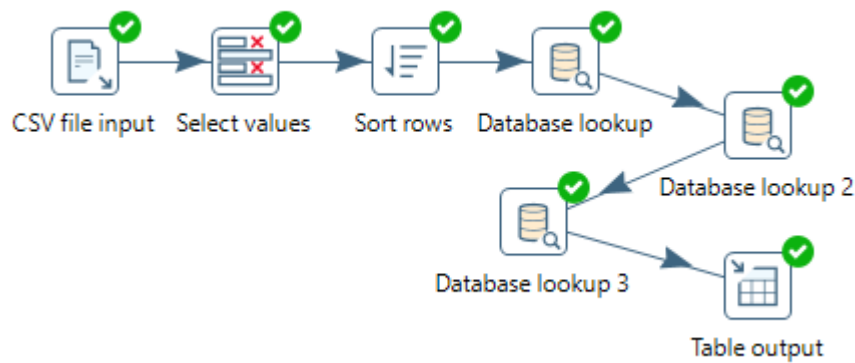 CSV file input
Select values
Sort rows
Database lookup
Database lookup 2
Database lookup 3
Table output